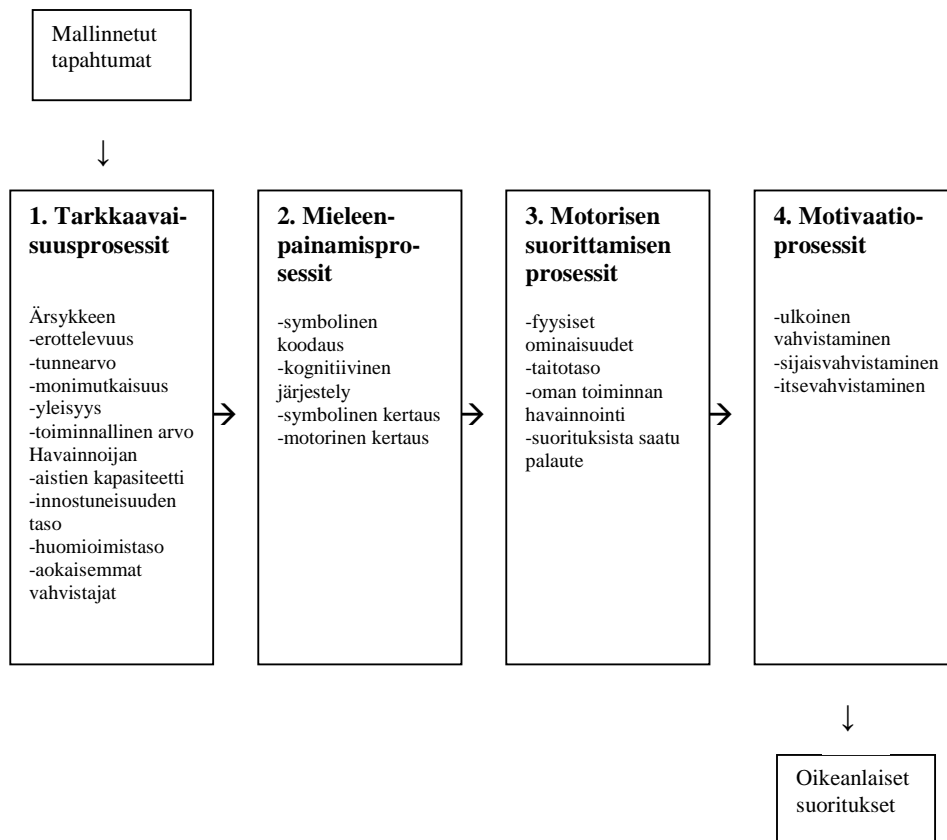 Mallinnetut
tapahtumat
↓
1. Tarkkaavai-
suusprosessit
Ärsykkeen
-erottelevuus
-tunnearvo
-monimutkaisuus
-yleisyys
-toiminnallinen arvo
Havainnoijan
-aistien kapasiteetti
-innostuneisuuden
taso
-huomioimistaso
-aokaisemmat
vahvistajat
→
2. Mieleen-
painamispro-
sessit
-symbolinen
koodaus
-kognitiivinen
järjestely
-symbolinen kertaus
-motorinen kertaus
→
3. Motorisen
suorittamisen
prosessit
-fyysiset
ominaisuudet
-taitotaso
-oman toiminnan
havainnointi
-suorituksista saatu
palaute
→
4. Motivaatio-
prosessit
-ulkoinen
vahvistaminen
-sijaisvahvistaminen
-itsevahvistaminen
↓
Oikeanlaiset
suoritukset